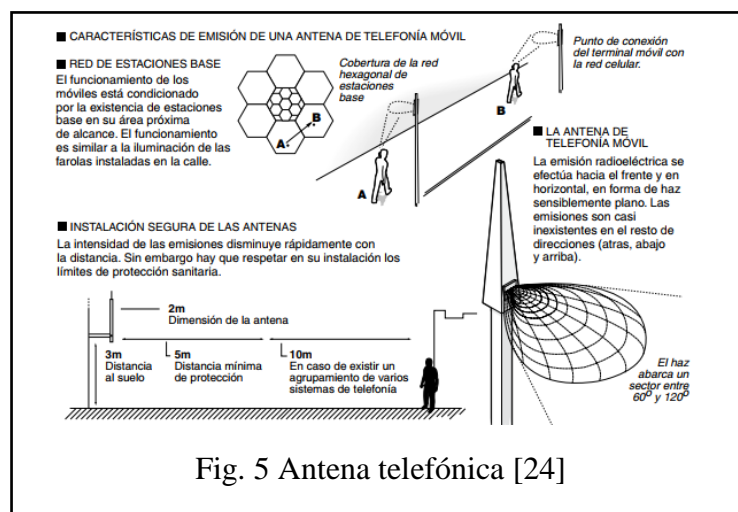 ■ CARACTERÍSTICAS DE EMISIÓN DE UNA ANTENA DE TELEFONÍA MÓVIL
■ RED DE ESTACIONES BASE
El funcionamiento de los
móviles está condicionado
por la existencia de estaciones
base en su área próxima
de alcance. El funcionamiento
es similar a la iluminación de las
farolas instaladas en la calle.
A
B
Cobertura de la red
hexagonal de
estaciones
base
A
B
Punto de conexión
del terminal móvil con
la red celular.
■ LA ANTENA DE
TELEFONÍA MÓVIL
La emisión radioeléctrica se
efectúa hacia el frente y en
horizontal, en forma de haz
sensiblemente plano. Las
emisiones son casi
inexistentes en el resto de
direcciones (atras, abajo
y arriba).
■ INSTALACIÓN SEGURA DE LAS ANTENAS
La intensidad de las emisiones disminuye rápidamente con
la distancia. Sin embargo hay que respetar en su instalación los
límites de protección sanitaria.
2m
Dimensión de la antena
3m
Distancia
al suelo
5m
Distancia mínima
de protección
10m
En caso de existir un
agrupamiento de varios
sistemas de telefonía
El haz
abarca un
sector entre
60º y 120º
Fig. 5 Antena telefónica [24]